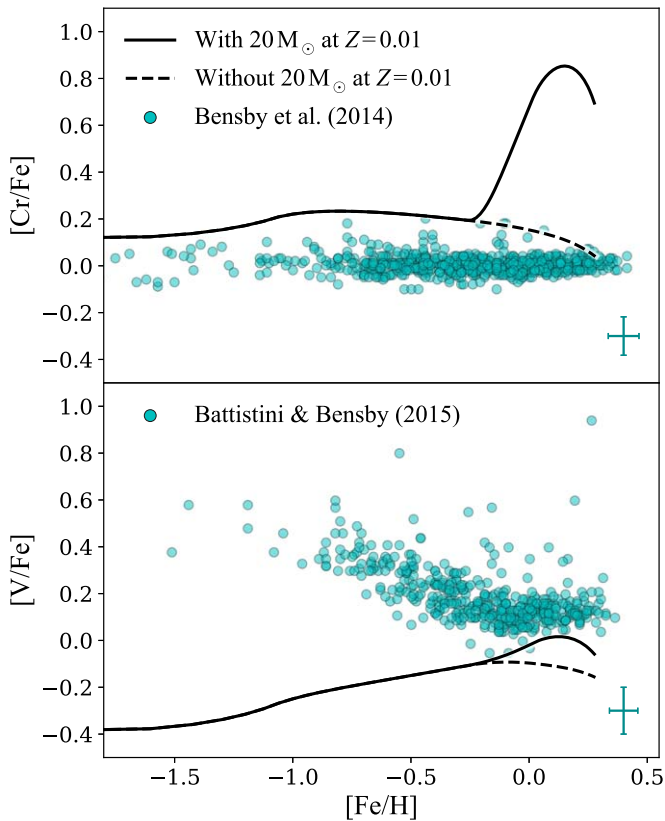 1.0
0.8
0.6
0.4
0.2
0.0
−0.2
−0.4
[Cr/Fe]
With 20 M⊙ at Z=0.01
Without 20 M⊙ at Z=0.01
Bensby et al. (2014)
1.0
0.8
0.6
0.4
0.2
0.0
−0.2
−0.4
[V/Fe]
Battistini & Bensby (2015)
−1.5 −1.0 −0.5 0.0 0.5
[Fe/H]